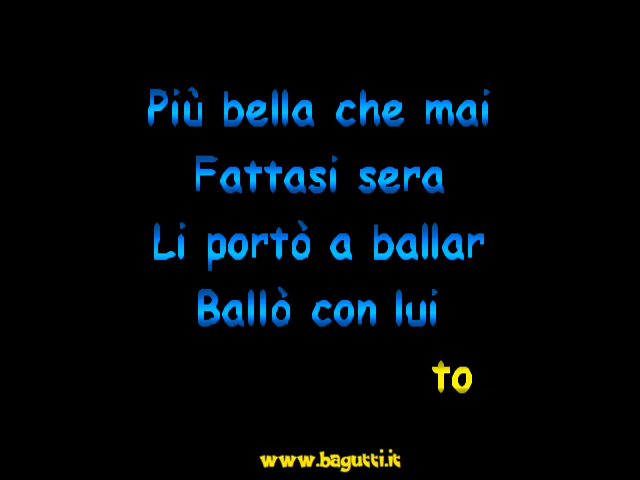 Più bella che mai
Fattasi sera
Li portò a ballar
Ballò con lui
to
www.bagutti.it